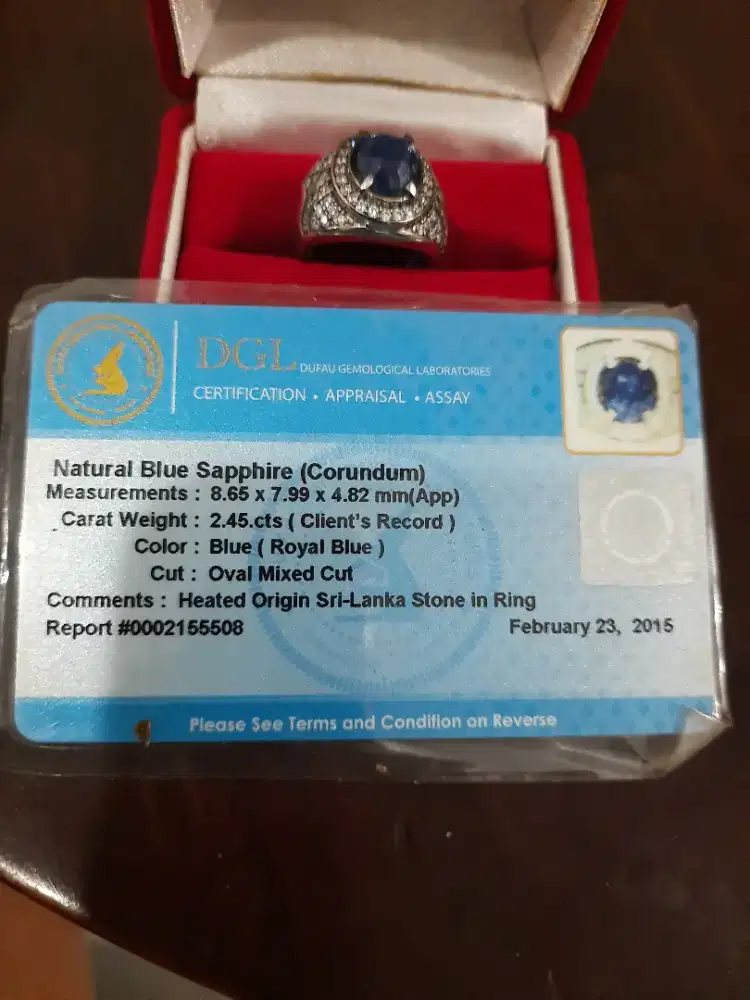 DGL DUFAU GEMOLOGICAL LABORATORIES
CERTIFICATION • APPRAISAL • ASSAY
Natural Blue Sapphire (Corundum)
Measurements : 8.65 x 7.99 x 4.82 mm(App)
Carat Weight : 2.45.cts ( Client's Record )
Color : Blue ( Royal Blue )
Cut : Oval Mixed Cut
Comments : Heated Origin Sri-Lanka Stone in Ring
Report #0002155508 February 23, 2015
Please See Terms and Condition on Reverse